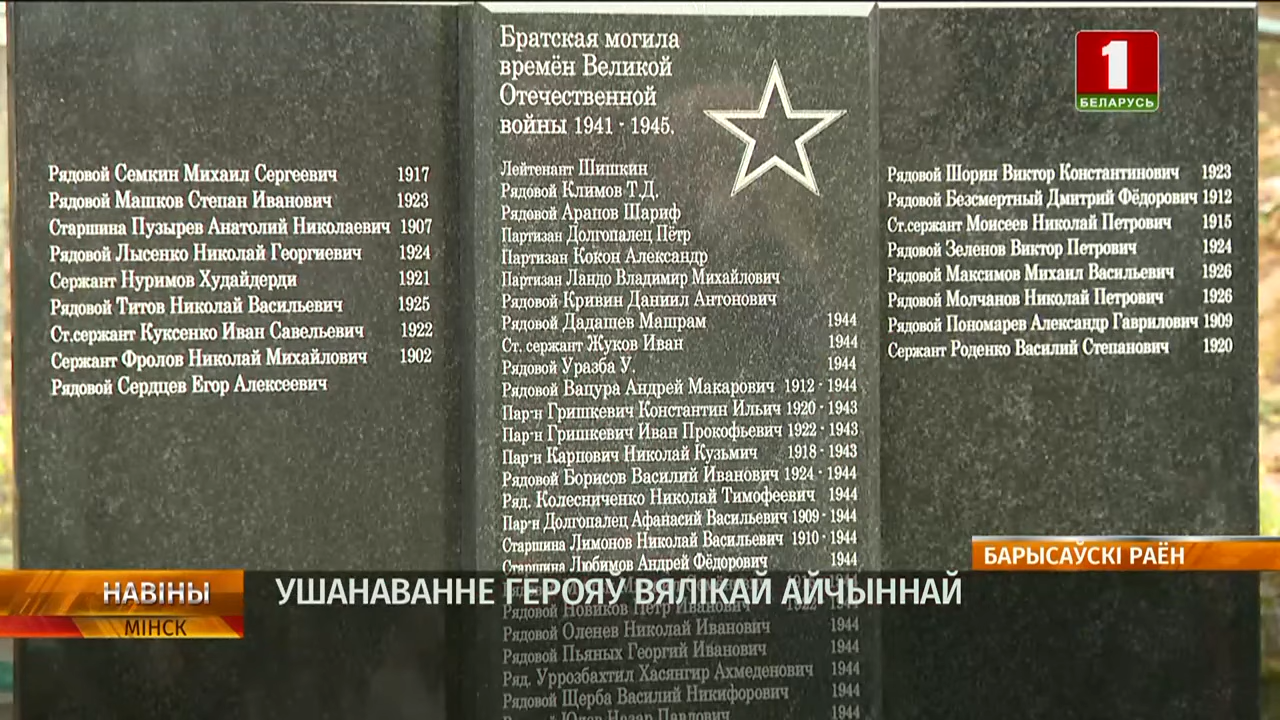 Рядовой Семкин Михаил Сергеевич 1917
Рядовой Машков Степан Иванович 1923
Старшина Пузырев Анатолий Николаевич 1907
Рядовой Лысенко Николай Георгиевич 1924
Сержант Нуримов Худайдерди 1921
Рядовой Титов Николай Васильевич 1925
Ст.сержант Куксенко Иван Савельевич 1922
Сержант Фролов Николай Михайлович 1902
Рядовой Сердцев Егор Алексеевич
Братская могила
времён Великой
Отечественной
войны 1941 - 1945.
Лейтенант Шишкин
Рядовой Климов Т.Д.
Рядовой Арапов Шариф
Партизан Долгопалец Пётр
Партизан Кокон Александр
Партизан Ландо Владимир Михайлович
Рядовой Кривин Даниил Антонович
Рядовой Дадашев Машрам 1944
Ст. сержант Жуков Иван 1944
Рядовой Уразба У. 1944
Рядовой Вацура Андрей Макарович 1912 - 1944
Пар-н Гришкевич Константин Ильич 1920 - 1943
Пар-н Гришкевич Иван Прокофьевич 1922 - 1943
Пар-н Карпович Николай Кузьмич 1918 - 1943
Рядовой Борисов Василий Иванович 1924 - 1944
Ряд. Колесниченко Николай Тимофеевич 1944
Пар-н Долгопалец Афанасий Васильевич 1909 - 1944
Старшина Лимонов Николай Васильевич 1910 - 1944
Старшина Любимов Андрей Фёдорович 1944
Рядовой Новиков Петр Иванович 1922 - 1944
Рядовой Оленев Николай Иванович 1944
Рядовой Пьяных Георгий Иванович 1944
Ряд. Уррозбахтил Хасянгир Ахмеденович 1944
Рядовой Щерба Василий Никифорович 1944
Назар Павлович 1944
Рядовой Шорин Виктор Константинович 1923
Рядовой Безсмертный Дмитрий Фёдорович 1912
Ст.сержант Моисеев Николай Петрович 1915
Рядовой Зеленов Виктор Петрович 1924
Рядовой Максимов Михаил Васильевич 1926
Рядовой Молчанов Николай Петрович 1926
Рядовой Пономарев Александр Гаврилович 1909
Сержант Роденко Василий Степанович 1920
1
БЕЛАРУСЬ
БАРЫСАЎСКІ РАЁН
НАВІНЫ
МІНСК
УШАНАВАННЕ ГЕРОЯЎ ВЯЛІКАЙ АЙЧЫННАЙ